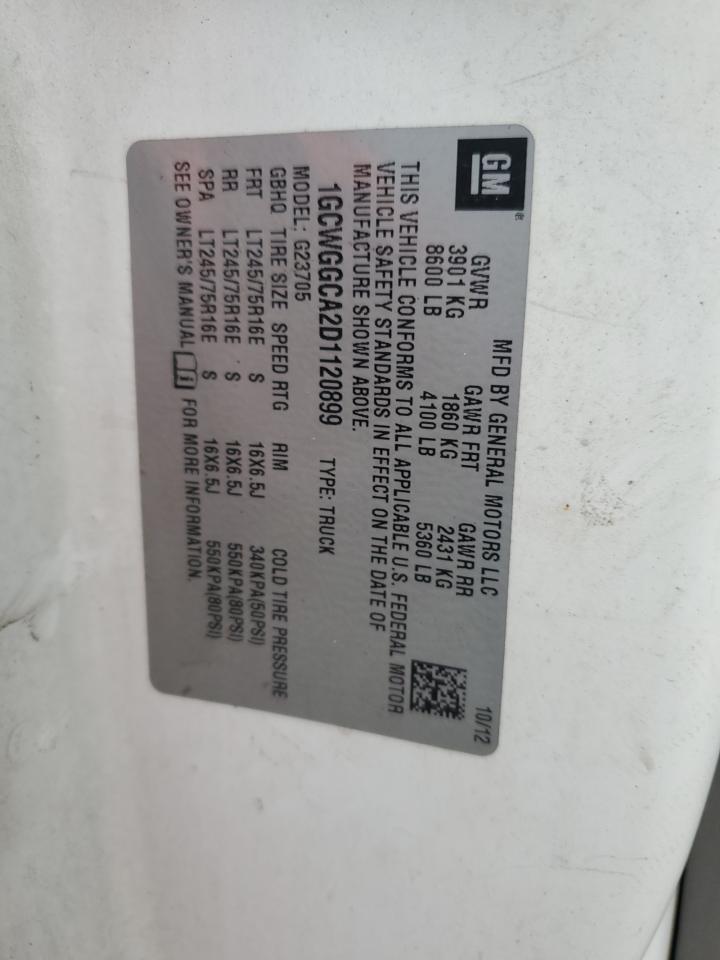 GM
MFD BY GENERAL MOTORS LLC 10/12
GVWR GAWR FRT GAWR RR
3901 KG 1860 KG 2431 KG
8600 LB 4100 LB 5360 LB
THIS VEHICLE CONFORMS TO ALL APPLICABLE U.S. FEDERAL MOTOR
VEHICLE SAFETY STANDARDS IN EFFECT ON THE DATE OF
MANUFACTURE SHOWN ABOVE.
1GCWGGCA2D1120899 TYPE: TRUCK
MODEL: G23705
GBHQ TIRE SIZE SPEED RTG RIM COLD TIRE PRESSURE
FRT LT245/75R16E S 16X6.5J 340KPA(50PSI)
RR LT245/75R16E S 16X6.5J 550KPA(80PSI)
SPA LT245/75R16E S 16X6.5J 550KPA(80PSI)
SEE OWNER'S MANUAL i FOR MORE INFORMATION.